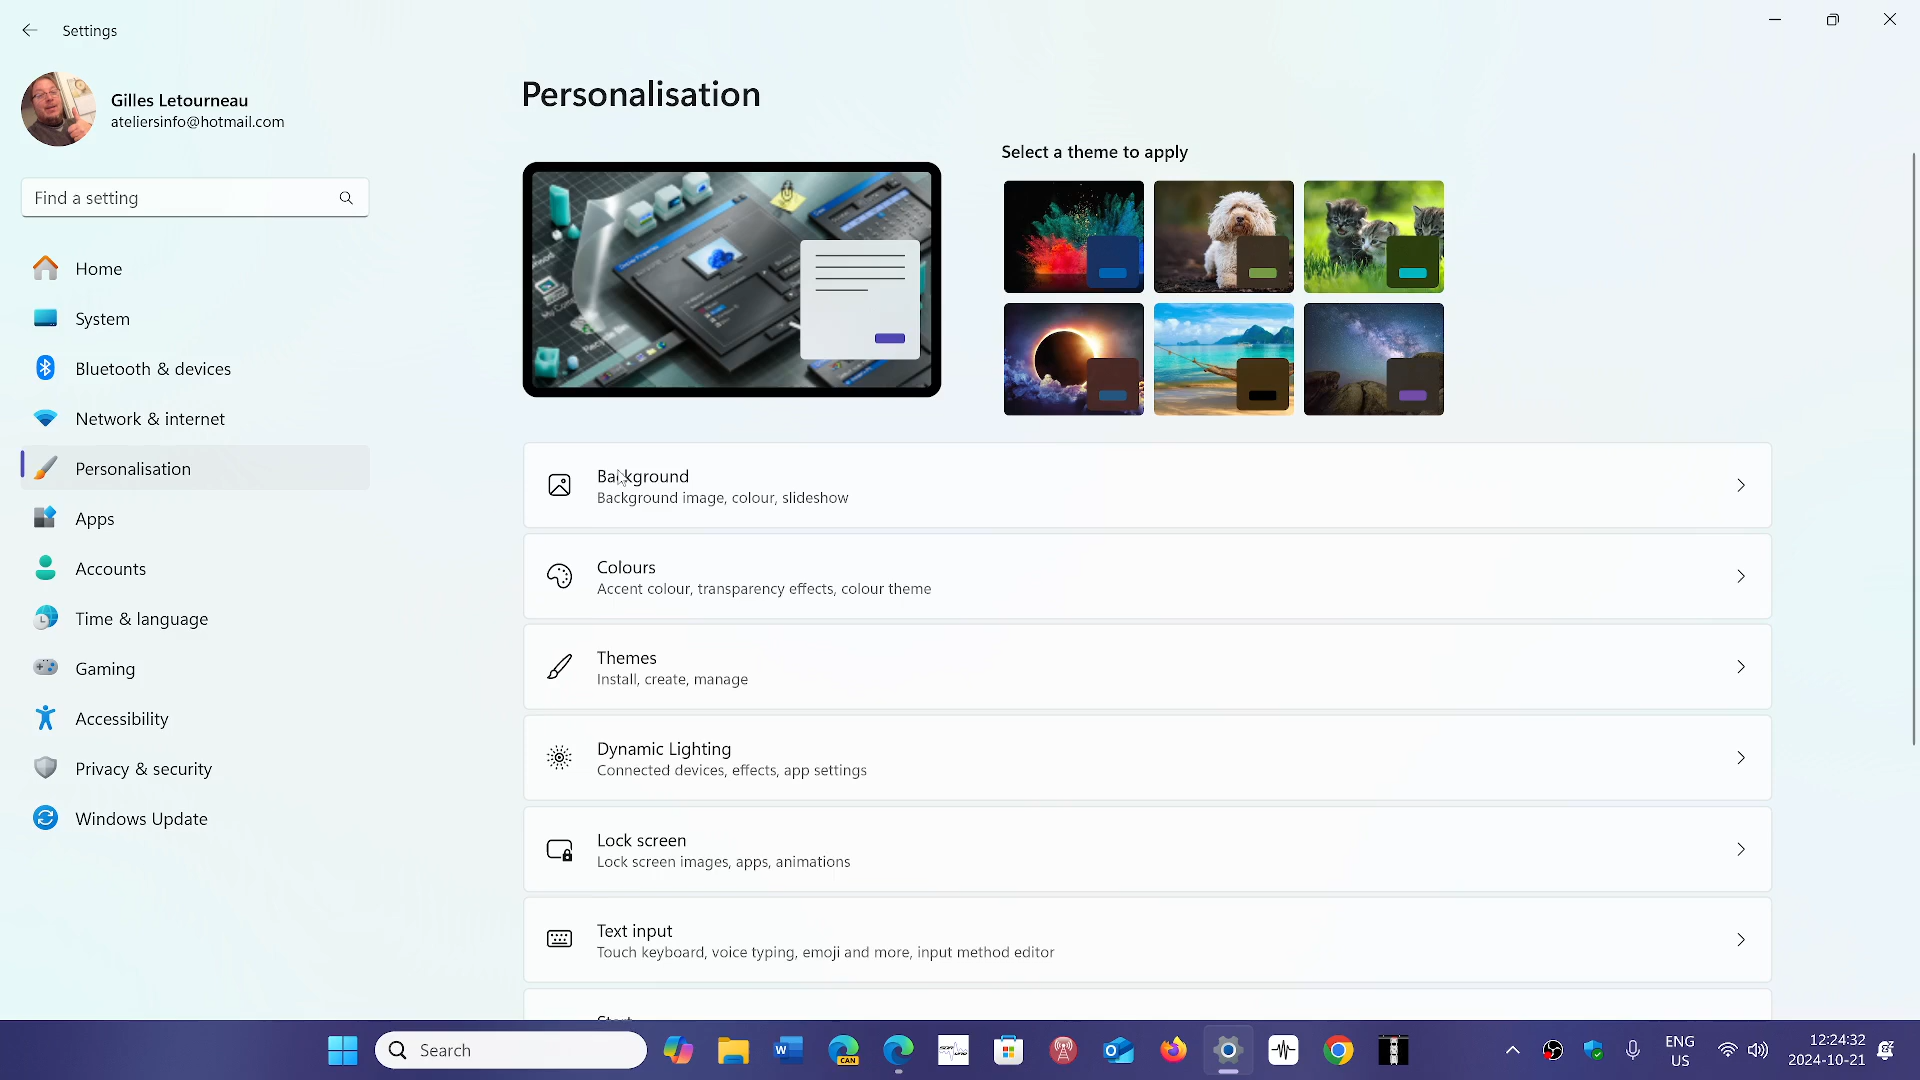 Settings
Gilles Letourneau
ateliersinfo@hotmail.com
Find a setting
Home
System
Bluetooth & devices
Network & internet
Personalisation
Apps
Accounts
Time & language
Gaming
Accessibility
Privacy & security
Windows Update
Personalisation
Select a theme to apply
Background
Background image, colour, slideshow
Colours
Accent colour, transparency effects, colour theme
Themes
Install, create, manage
Dynamic Lighting
Connected devices, effects, app settings
Lock screen
Lock screen images, apps, animations
Text input
Touch keyboard, voice typing, emoji and more, input method editor
Start
Search
CAN
ENG
US
12:24:32
2024-10-21